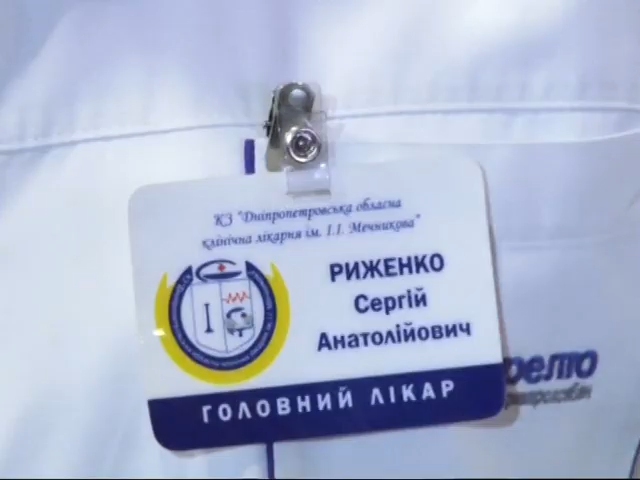 КЗ "Дніпропетровська обласна
клінічна лікарня ім. І.І. Мечникова"
РИЖЕНКО
Сергій
Анатолійович
ГОЛОВНИЙ ЛІКАР